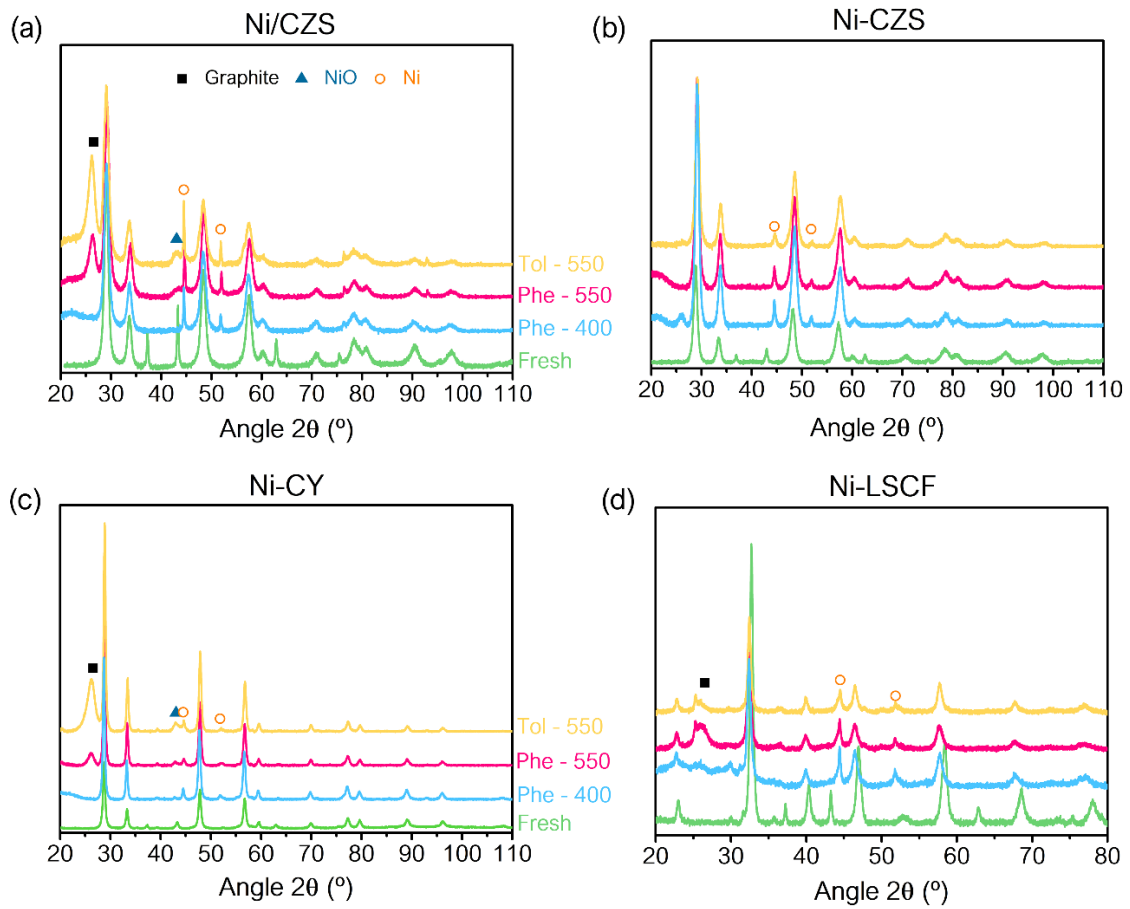 (a) Ni/CZS
■ Graphite ▲ NiO ○ Ni
Tol - 550
Phe - 550
Phe - 400
Fresh
20 30 40 50 60 70 80 90 100 110
Angle 2θ (º)
(b) Ni-CZS
20 30 40 50 60 70 80 90 100 110
Angle 2θ (º)
(c) Ni-CY
Tol - 550
Phe - 550
Phe - 400
Fresh
20 30 40 50 60 70 80 90 100 110
Angle 2θ (º)
(d) Ni-LSCF
20 30 40 50 60 70 80
Angle 2θ (º)